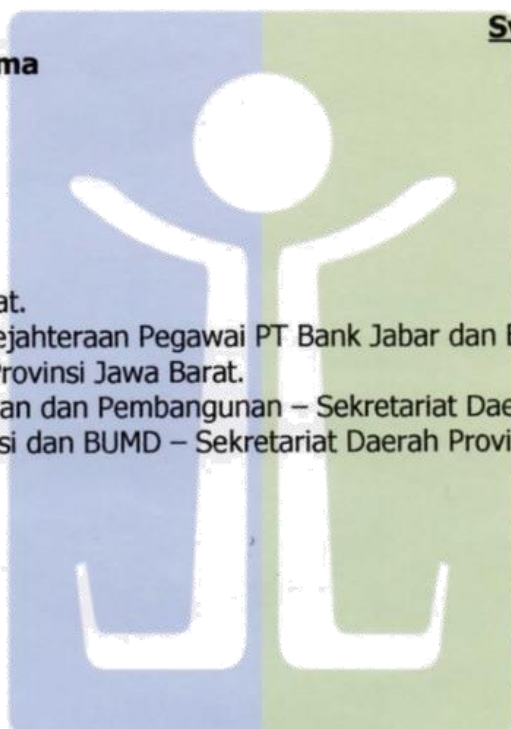 ma
at.
ejahteraan Pegawai PT Bank Jabar dan
Provinsi Jawa Barat.
an dan Pembangunan – Sekretariat Dae
si dan BUMD – Sekretariat Daerah Provi